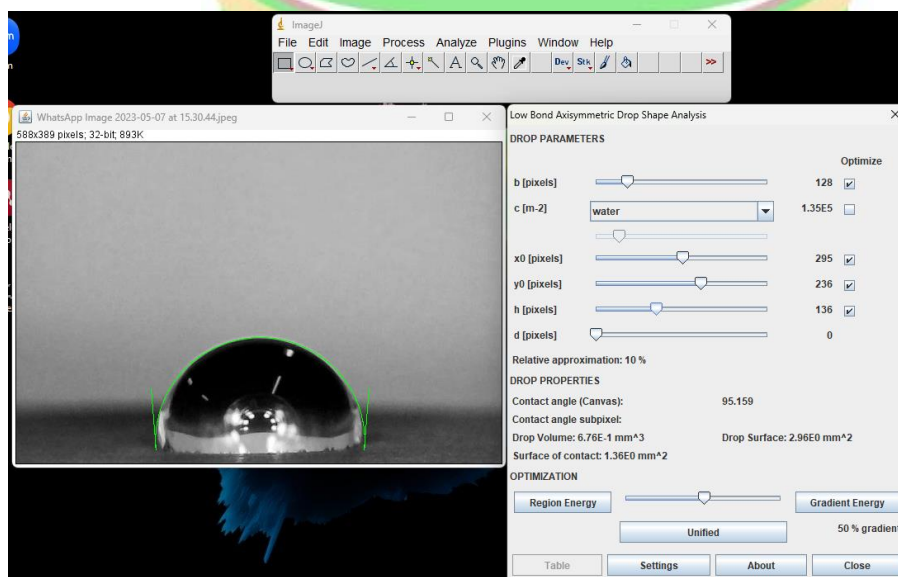 ImageJ
File Edit Image Process Analyze Plugins Window Help
Dev Stk >>
WhatsApp Image 2023-05-07 at 15.30.44.jpeg
588x389 pixels; 32-bit; 893K
Low Bond Axisymmetric Drop Shape Analysis
DROP PARAMETERS
Optimize
b [pixels] 128
c [m-2] water 1.35E5
x0 [pixels] 295
y0 [pixels] 236
h [pixels] 136
d [pixels] 0
Relative approximation: 10 %
DROP PROPERTIES
Contact angle (Canvas): 95.159
Contact angle subpixel:
Drop Volume: 6.76E-1 mm^3 Drop Surface: 2.96E0 mm^2
Surface of contact: 1.36E0 mm^2
OPTIMIZATION
Region Energy Gradient Energy
Unified 50 % gradient
Table Settings About Close